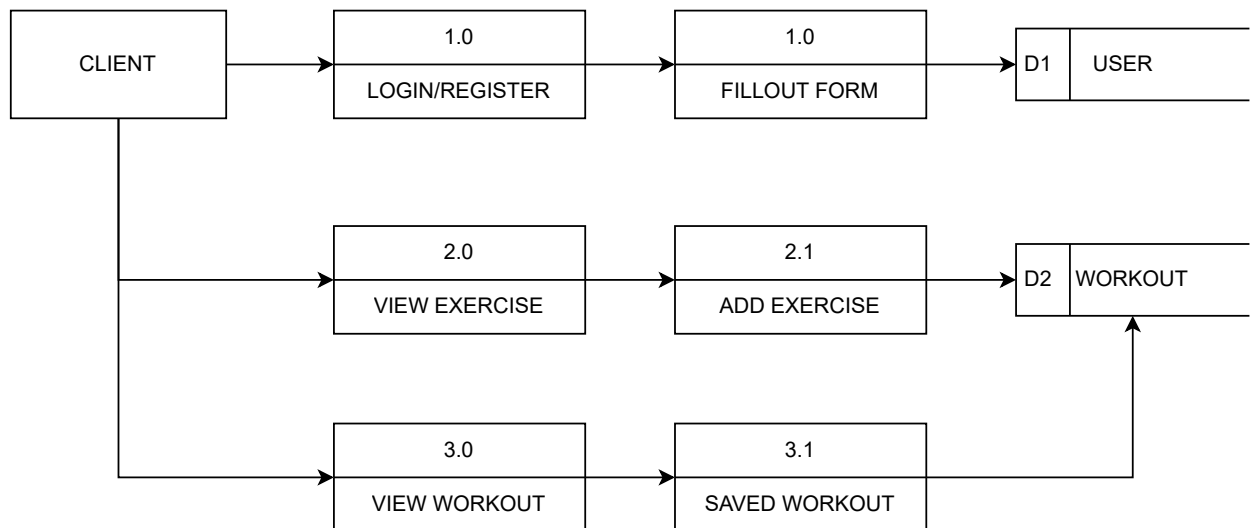 CLIENT
1.0
LOGIN/REGISTER
1.0
FILLOUT FORM
D1
USER
2.0
VIEW EXERCISE
2.1
ADD EXERCISE
D2
WORKOUT
3.0
VIEW WORKOUT
3.1
SAVED WORKOUT